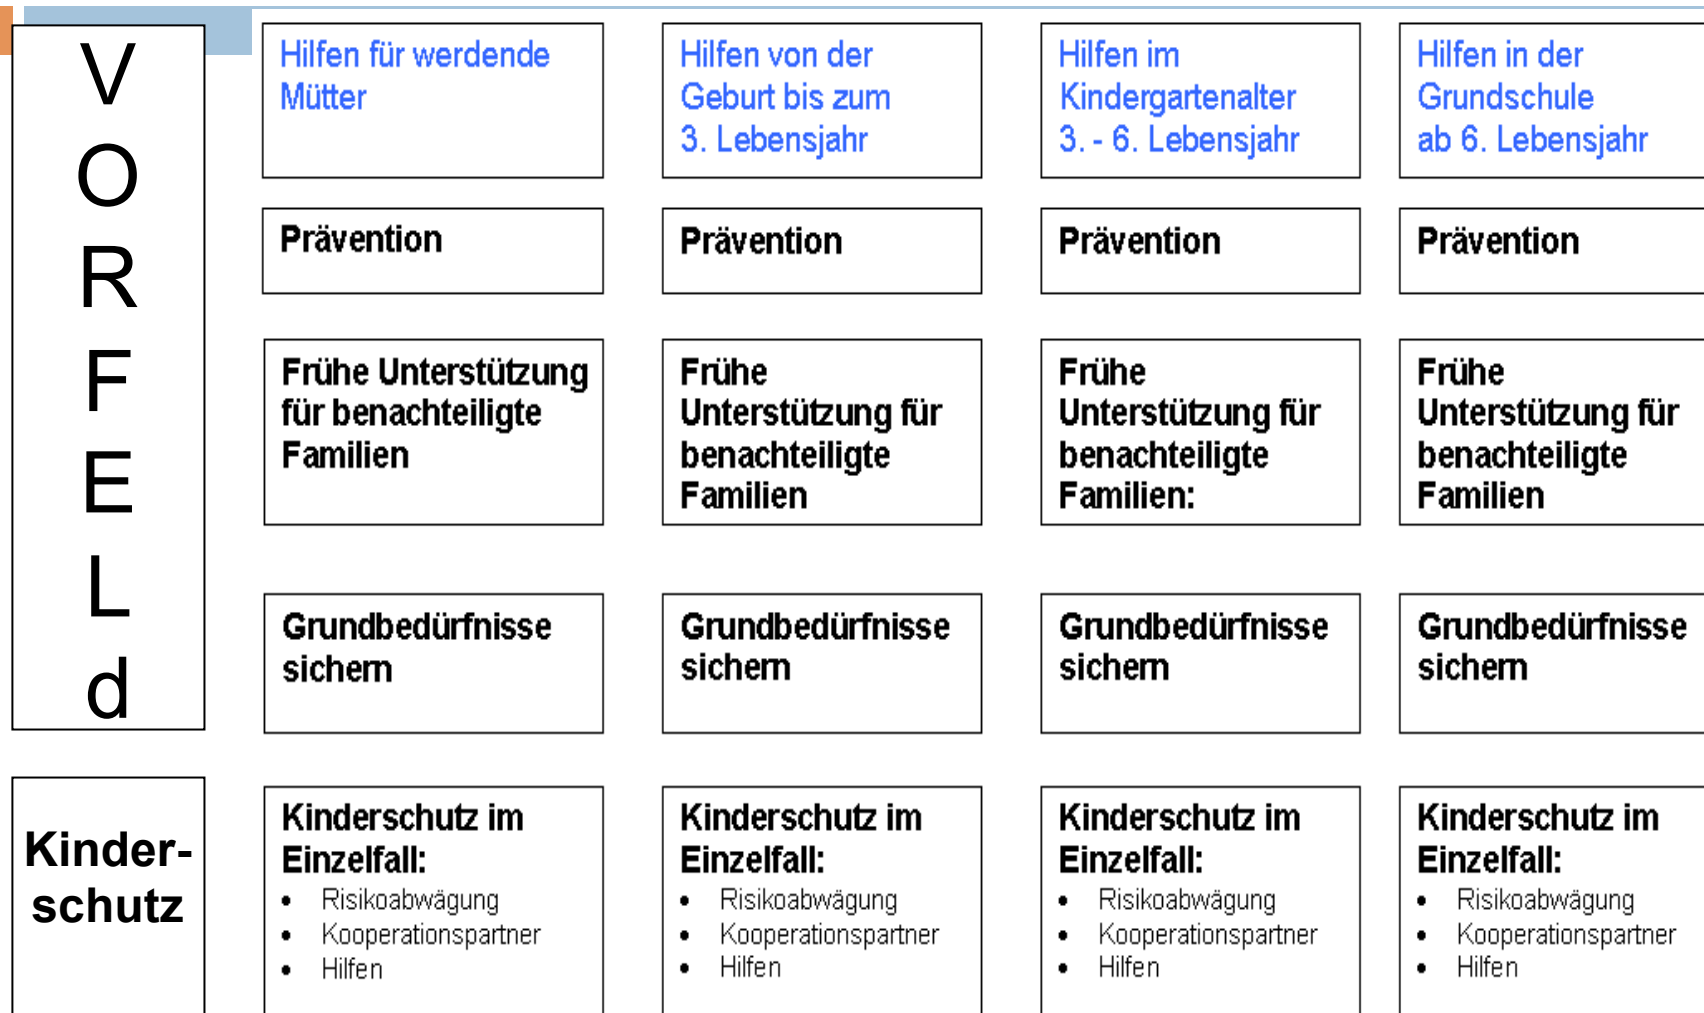 V
O
R
F
E
L
d
Hilfen für werdende
Mütter
Hilfen von der
Geburt bis zum
3. Lebensjahr
Hilfen im
Kindergartenalter
3. - 6. Lebensjahr
Hilfen in der
Grundschule
ab 6. Lebensjahr
Prävention
Prävention
Prävention
Prävention
Frühe Unterstützung
für benachteiligte
Familien
Frühe
Unterstützung für
benachteiligte
Familien
Frühe
Unterstützung für
benachteiligte
Familien:
Frühe
Unterstützung für
benachteiligte
Familien
Grundbedürfnisse
sichern
Grundbedürfnisse
sichern
Grundbedürfnisse
sichern
Grundbedürfnisse
sichern
Kinder-
schutz
Kinderschutz im
Einzelfall:
• Risikoabwägung
• Kooperationspartner
• Hilfen
Kinderschutz im
Einzelfall:
• Risikoabwägung
• Kooperationspartner
• Hilfen
Kinderschutz im
Einzelfall:
• Risikoabwägung
• Kooperationspartner
• Hilfen
Kinderschutz im
Einzelfall:
• Risikoabwägung
• Kooperationspartner
• Hilfen